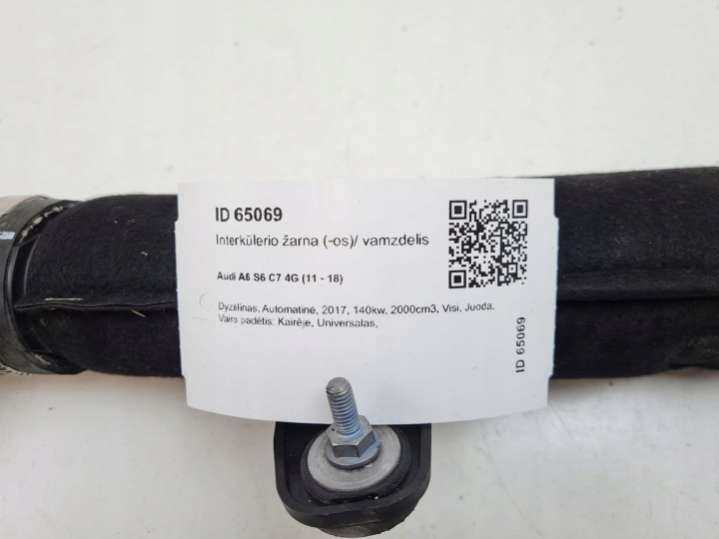 ID 65069
Interkūlerio žarna (-os)/ vamzdelis
Audi A6 S6 C7 4G (11 - 18)
Dyzelinas, Automatinė, 2017, 140kw, 2000cm3, Visi, Juoda,
Vairo padėtis: Kairėje, Universalas,
ID 65069